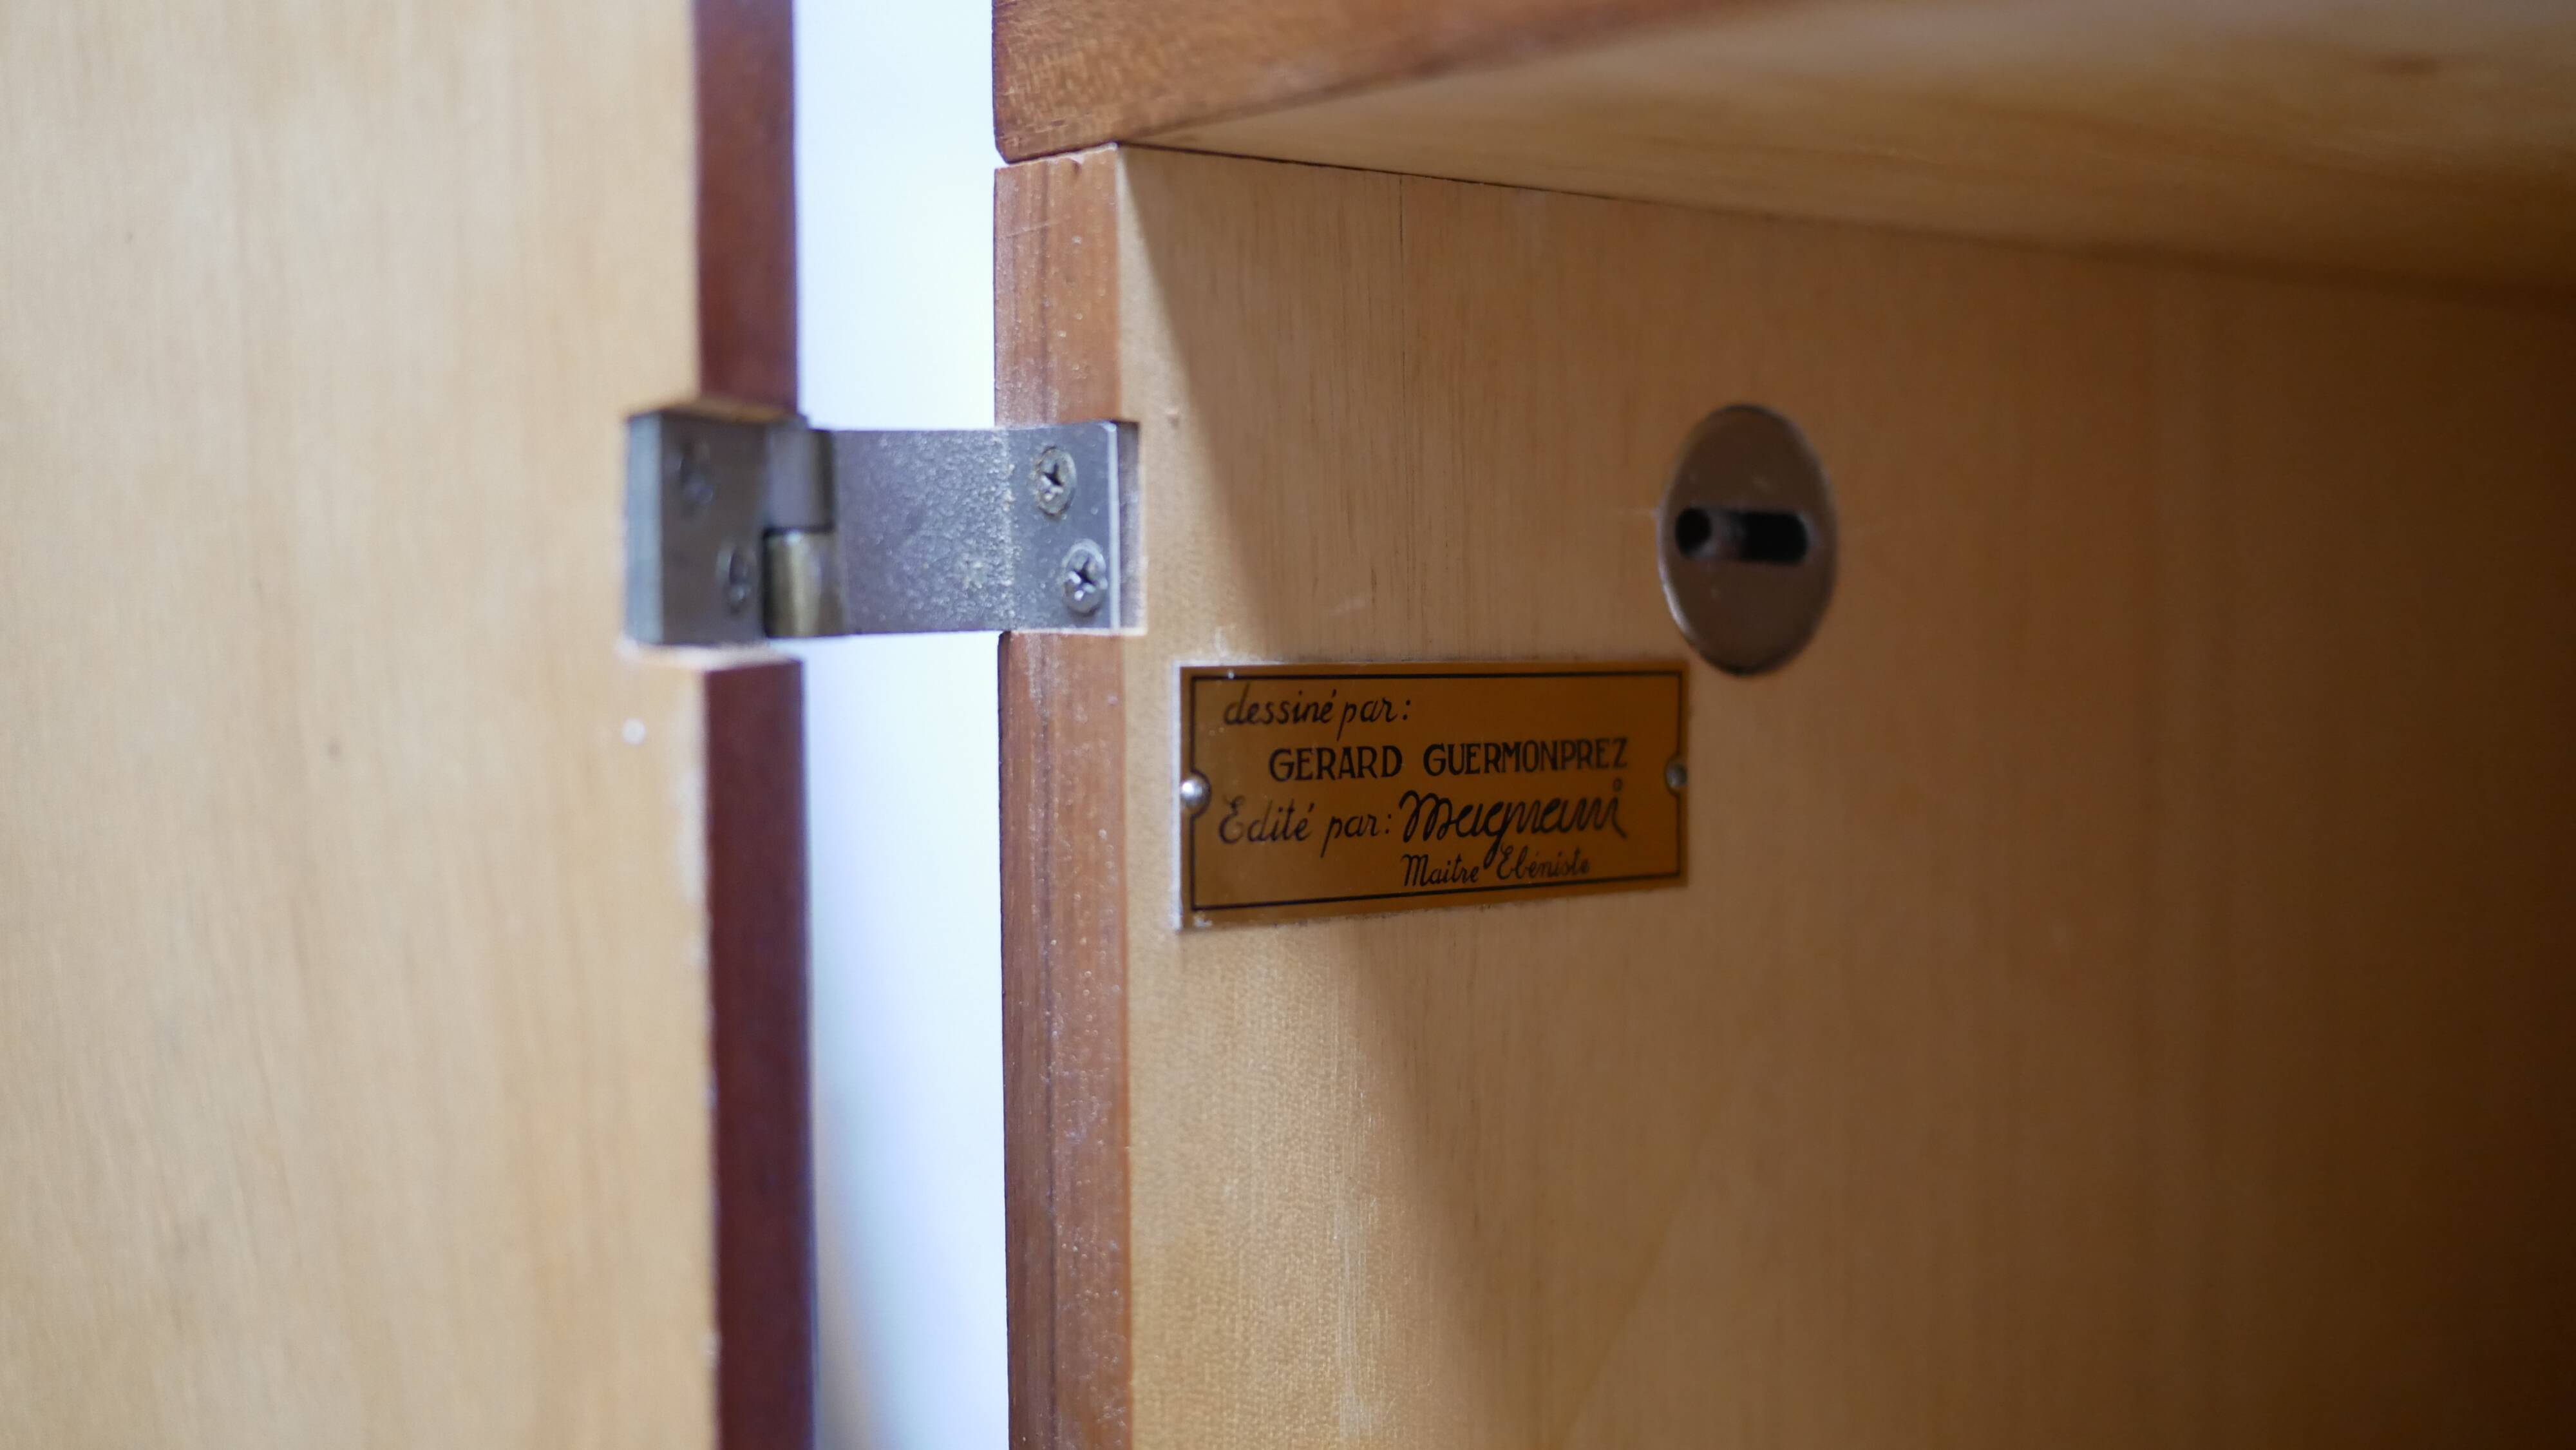 dessiné par:
GERARD GUERMONPREZ
Edité par: Magnani
Maitre Ebéniste